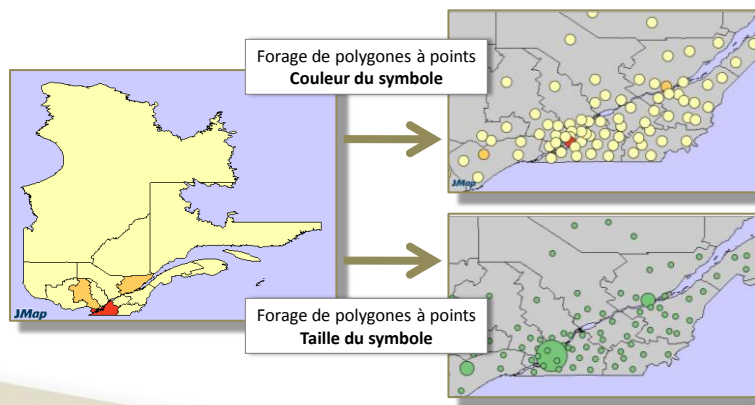 Forage de polygones à points
Couleur du symbole
JMap
JMap
Forage de polygones à points
Taille du symbole
JMap